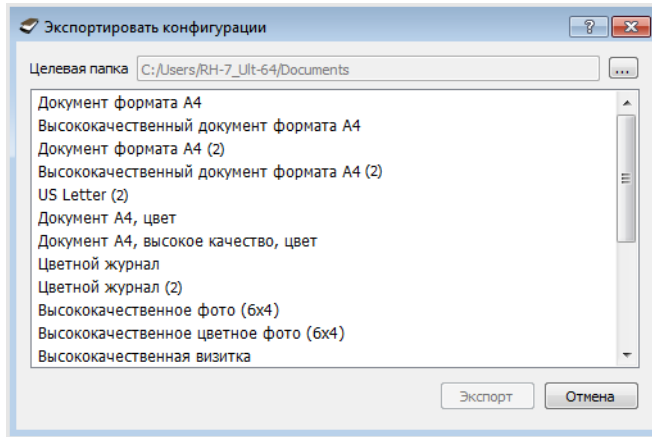 Экспортировать конфигурации
Целевая папка C:/Users/RH-7_Ult-64/Documents ...
Документ формата A4
Высококачественный документ формата A4
Документ формата A4 (2)
Высококачественный документ формата A4 (2)
US Letter (2)
Документ A4, цвет
Документ A4, высокое качество, цвет
Цветной журнал
Цветной журнал (2)
Высококачественное фото (6x4)
Высококачественное цветное фото (6x4)
Высококачественная визитка
Экспорт Отмена